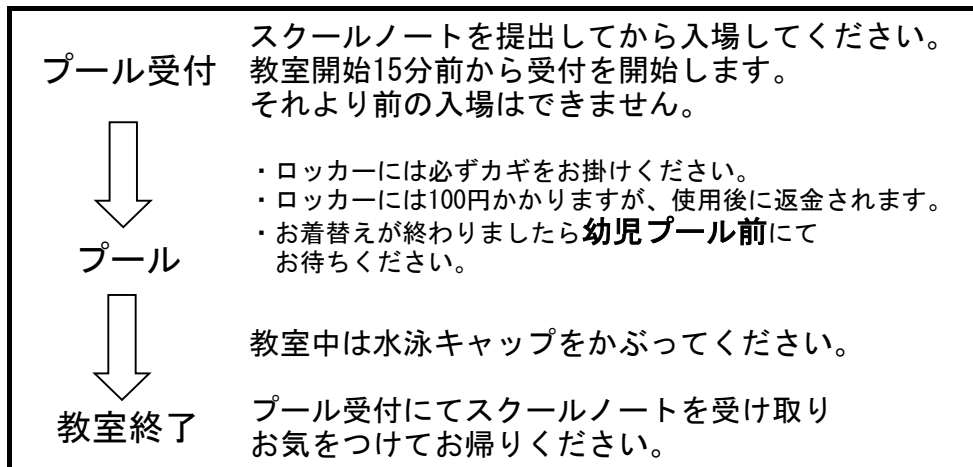 プール受付
スクールノートを提出してから入場してください。
教室開始15分前から受付を開始します。
それより前の入場はできません。
・ロッカーには必ずカギをお掛けください。
・ロッカーには100円かかりますが、使用後に返金されます。
・お着替えが終わりましたら幼児プール前にて
お待ちください。
プール
教室中は水泳キャップをかぶってください。
教室終了
プール受付にてスクールノートを受け取り
お気をつけてお帰りください。